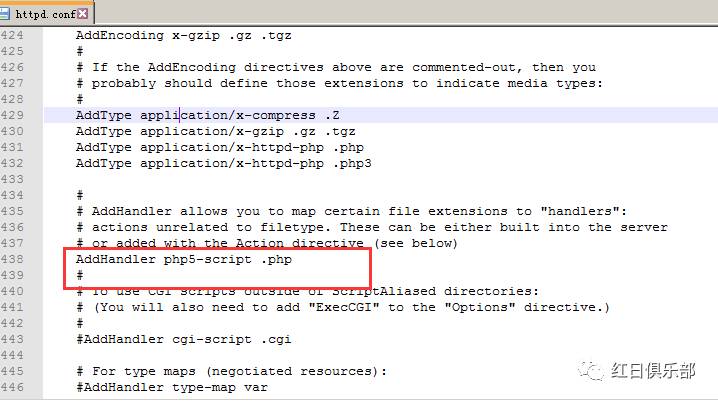 httpd.conf
424 AddEncoding x-gzip .gz .tgz
425 #
426 # If the AddEncoding directives above are commented-out, then you
427 # probably should define those extensions to indicate media types:
428 #
429 AddType application/x-compress .Z
430 AddType application/x-gzip .gz .tgz
431 AddType application/x-httpd-php .php
432 AddType application/x-httpd-php .php3
433
434 #
435 # AddHandler allows you to map certain file extensions to "handlers":
436 # actions unrelated to filetype. These can be either built into the server
437 # or added with the Action directive (see below)
438 AddHandler php5-script .php
439 #
440 # To use CGI scripts outside of ScriptAliased directories:
441 # (You will also need to add "ExecCGI" to the "Options" directive.)
442 #
443 #AddHandler cgi-script .cgi
444
445 # For type maps (negotiated resources):
446 #AddHandler type-map var
红日俱乐部